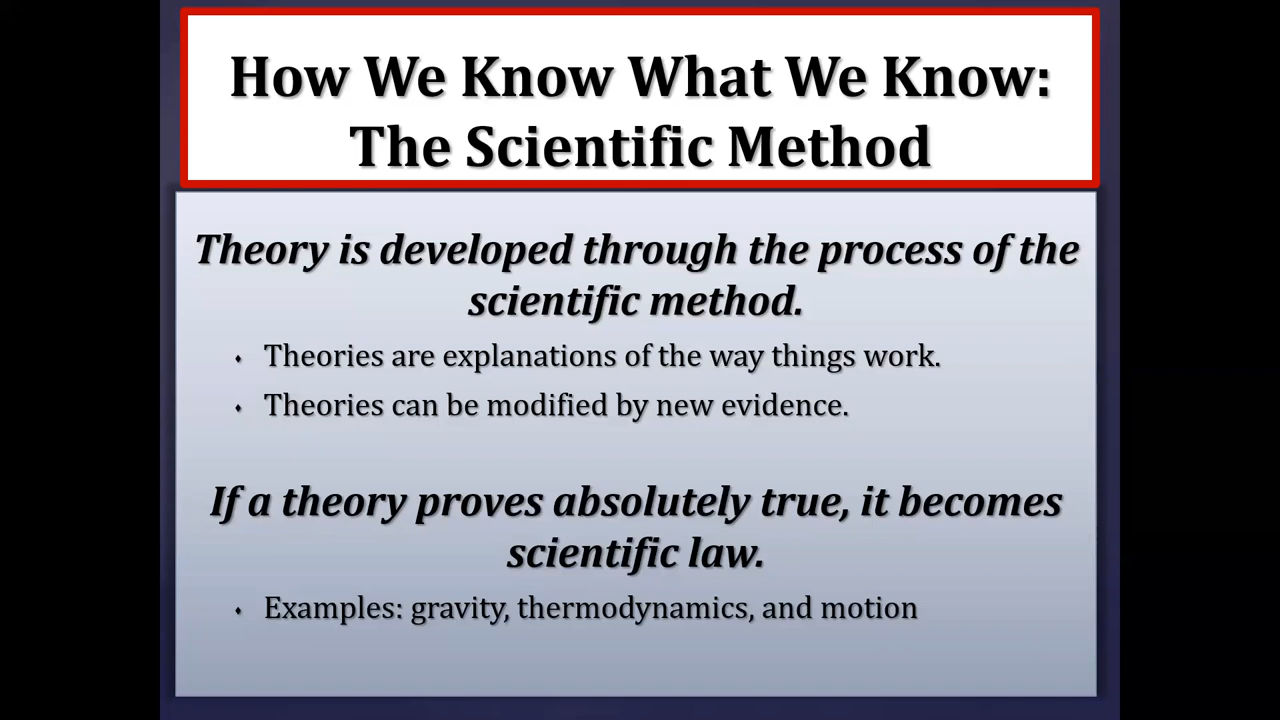 How We Know What We Know:
The Scientific Method
Theory is developed through the process of the
scientific method.
⬧ Theories are explanations of the way things work.
⬧ Theories can be modified by new evidence.
If a theory proves absolutely true, it becomes
scientific law.
⬧ Examples: gravity, thermodynamics, and motion